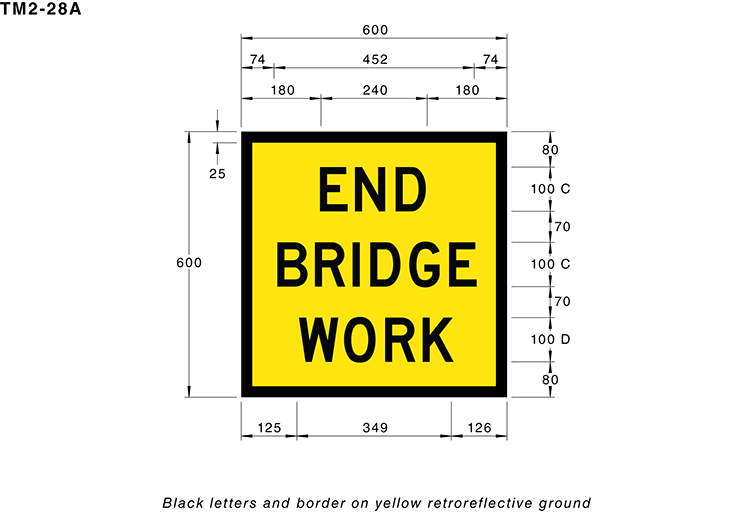 TM2-28A
600
74 452 74
180 240 180
25
600
80
100 C
70
100 C
70
100 D
80
END
BRIDGE
WORK
125 349 126
Black letters and border on yellow retroreflective ground